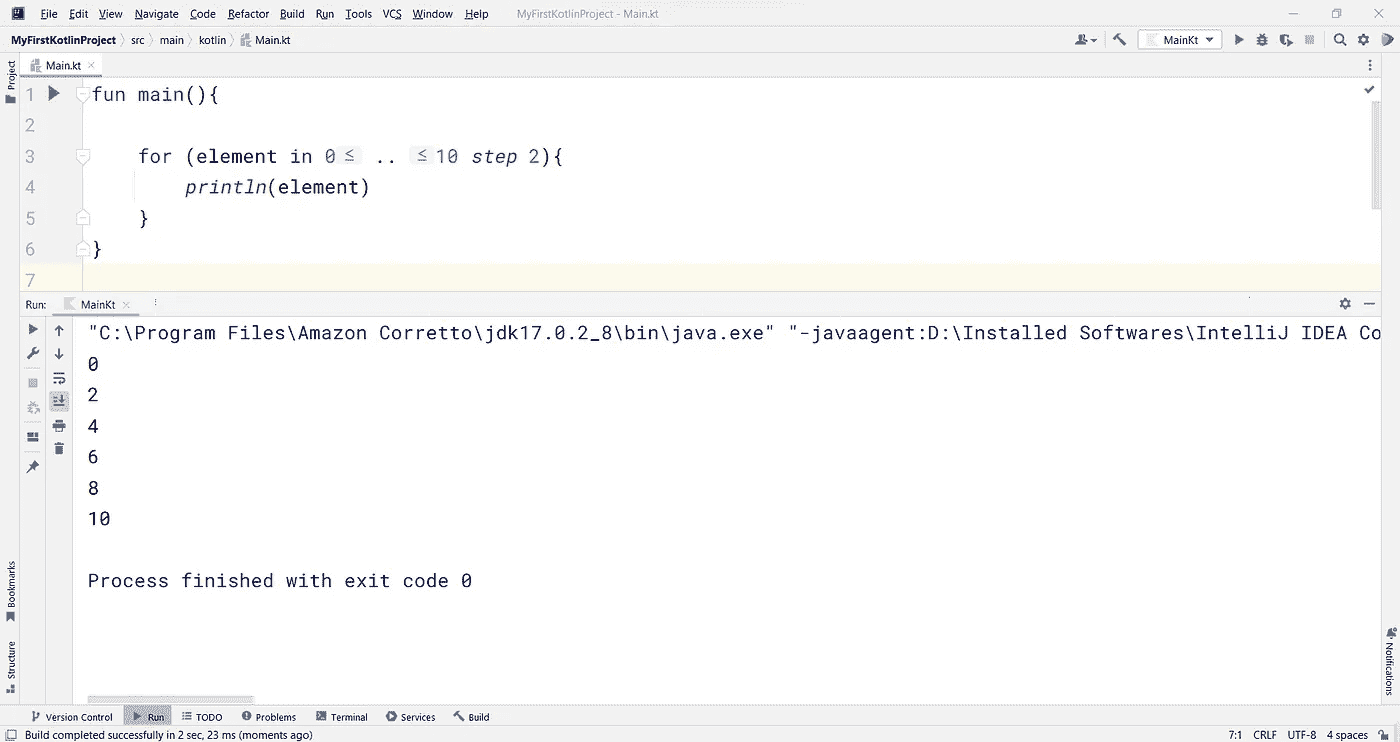 File Edit View Navigate Code Refactor Build Run Tools VCS Window Help MyFirstKotlinProject - Main.kt
MyFirstKotlinProject src main kotlin Main.kt MainKt
Project
Main.kt
1 fun main(){
2
3 for (element in 0≤ .. ≤10 step 2){
4 println(element)
5 }
6 }
7
Run: MainKt
"C:\Program Files\Amazon Corretto\jdk17.0.2_8\bin\java.exe" "-javaagent:D:\Installed Softwares\IntelliJ IDEA Co
0
2
4
6
8
10
Process finished with exit code 0
Bookmarks
Structure
Notifications
Version Control Run TODO Problems Terminal Services Build
Build completed successfully in 2 sec, 23 ms (moments ago) 7:1 CRLF UTF-8 4 spaces